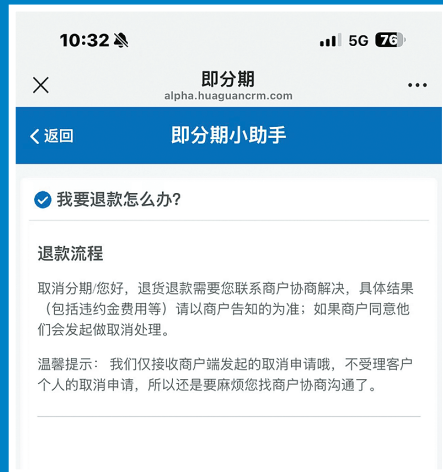 10:32 5G 76
即分期
alpha.huaguancrm.com
返回 即分期小助手
我要退款怎么办?
退款流程
取消分期/您好，退货退款需要您联系商户协商解决，具体结果
（包括违约金费用等）请以商户告知的为准；如果商户同意他
们会发起做取消处理。
温馨提示： 我们仅接收商户端发起的取消申请哦，不受理客户
个人的取消申请，所以还是要麻烦您找商户协商沟通了。